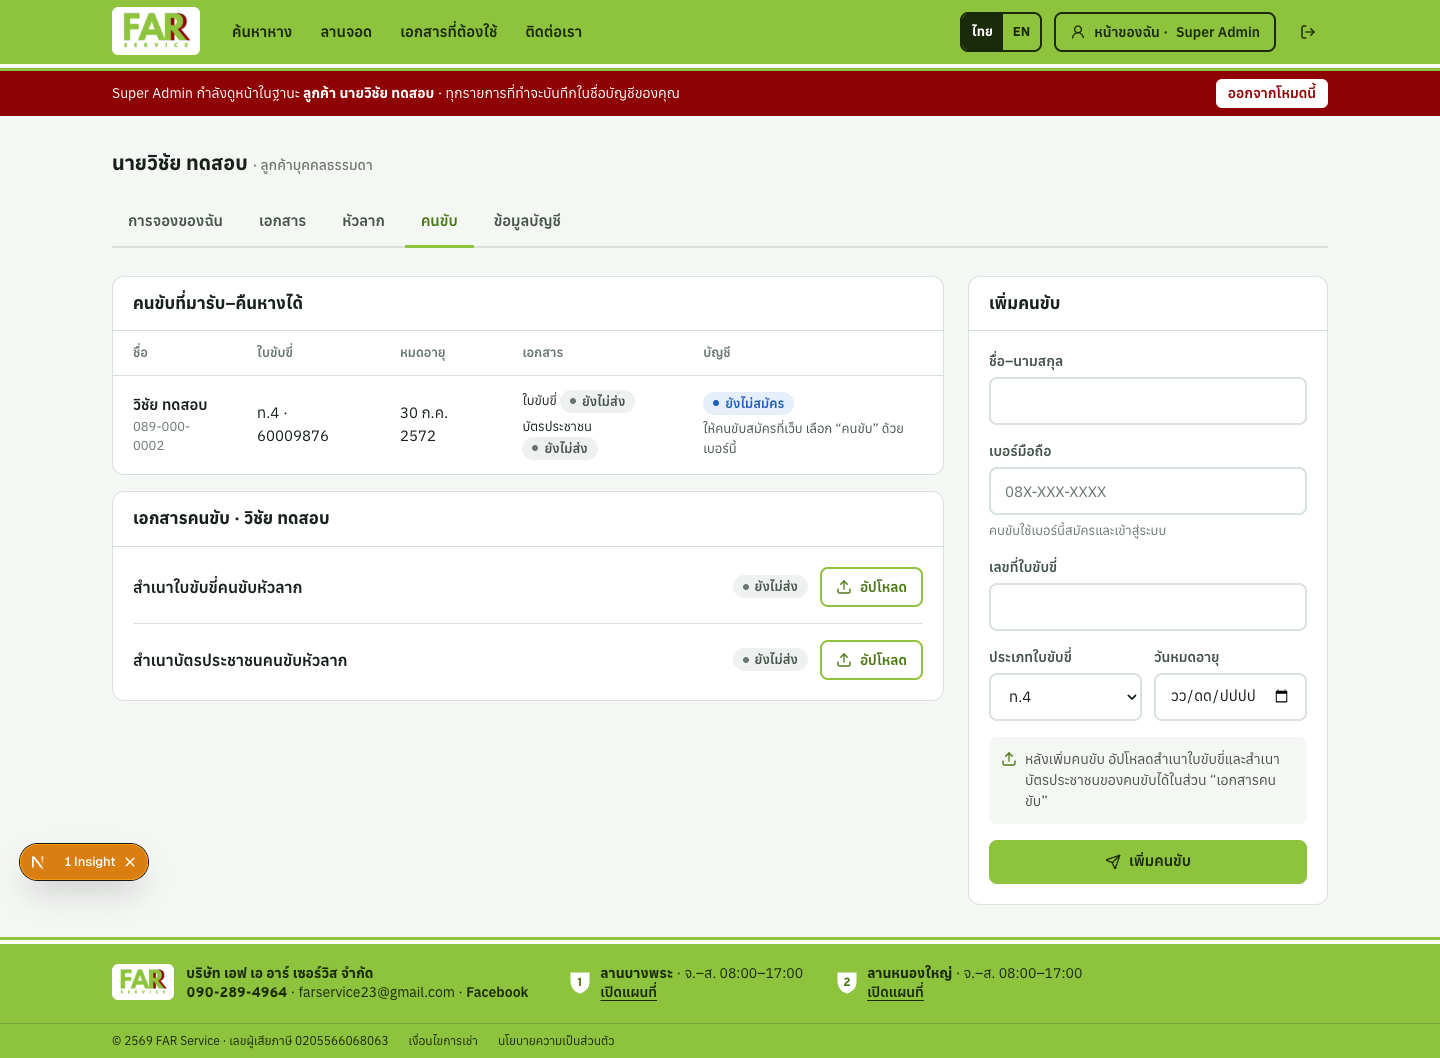 FAR
SERVICE
ค้นหาหาง
ลานจอด
เอกสารที่ต้องใช้
ติดต่อเรา
ไทย
EN
หน้าของฉัน · Super Admin
Super Admin กำลังดูหน้าในฐานะ ลูกค้า นายวิชัย ทดสอบ · ทุกรายการที่ทำจะบันทึกในชื่อบัญชีของคุณ
ออกจากโหมดนี้
นายวิชัย ทดสอบ · ลูกค้าบุคคลธรรมดา
การจองของฉัน
เอกสาร
หัวลาก
คนขับ
ข้อมูลบัญชี
คนขับที่มารับ–คืนหางได้
ชื่อ
ใบขับขี่
หมดอายุ
เอกสาร
บัญชี
วิชัย ทดสอบ
089-000-
0002
ท.4 ·
60009876
30 ก.ค.
2572
ใบขับขี่ ยังไม่ส่ง
บัตรประชาชน
ยังไม่ส่ง
ยังไม่สมัคร
ให้คนขับสมัครที่เว็บ เลือก “คนขับ” ด้วย
เบอร์นี้
เอกสารคนขับ · วิชัย ทดสอบ
สำเนาใบขับขี่คนขับหัวลาก
ยังไม่ส่ง
อัปโหลด
สำเนาบัตรประชาชนคนขับหัวลาก
ยังไม่ส่ง
อัปโหลด
เพิ่มคนขับ
ชื่อ–นามสกุล
เบอร์มือถือ
08X-XXX-XXXX
คนขับใช้เบอร์นี้สมัครและเข้าสู่ระบบ
เลขที่ใบขับขี่
ประเภทใบขับขี่
วันหมดอายุ
ท.4
วว/ดด/ปปปป
หลังเพิ่มคนขับ อัปโหลดสำเนาใบขับขี่และสำเนา
บัตรประชาชนของคนขับได้ในส่วน “เอกสารคน
ขับ”
เพิ่มคนขับ
1 Insight
FAR
SERVICE
บริษัท เอฟ เอ อาร์ เซอร์วิส จำกัด
090-289-4964 · farservice23@gmail.com · Facebook
1
ลานบางพระ · จ.–ส. 08:00–17:00
เปิดแผนที่
2
ลานหนองใหญ่ · จ.–ส. 08:00–17:00
เปิดแผนที่
© 2569 FAR Service · เลขผู้เสียภาษี 0205566068063
เงื่อนไขการเช่า
นโยบายความเป็นส่วนตัว